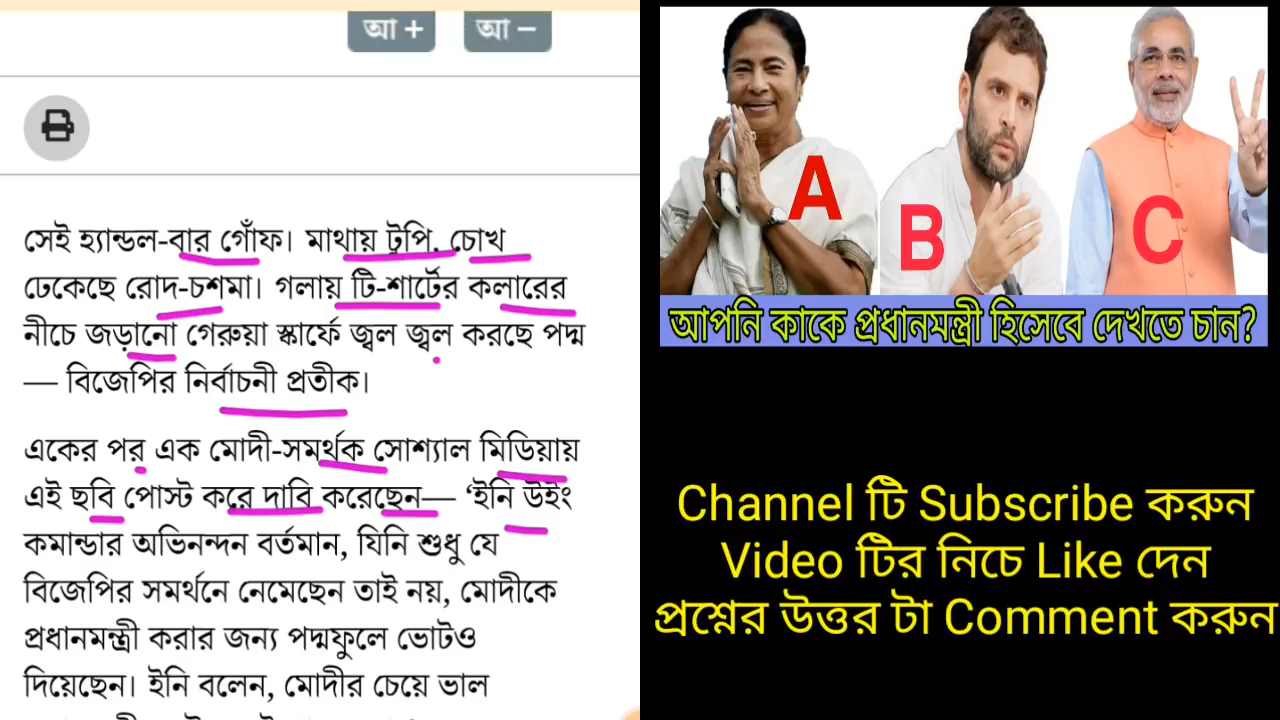 আ +
আ −
সেই হ্যান্ডল-বার গোঁফ। মাথায় টুপি. চোখ
ঢেকেছে রোদ-চশমা। গলায় টি-শার্টের কলারের
নীচে জড়ানো গেরুয়া স্কার্ফে জ্বল জ্বল করছে পদ্ম
— বিজেপির নির্বাচনী প্রতীক।
একের পর এক মোদী-সমর্থক সোশ্যাল মিডিয়ায়
এই ছবি পোস্ট করে দাবি করেছেন— ‘ইনি উইং
কমান্ডার অভিনন্দন বর্তমান, যিনি শুধু যে
বিজেপির সমর্থনে নেমেছেন তাই নয়, মোদীকে
প্রধানমন্ত্রী করার জন্য পদ্মফুলে ভোটও
দিয়েছেন। ইনি বলেন, মোদীর চেয়ে ভাল
A
B
C
আপনি কাকে প্রধানমন্ত্রী হিসেবে দেখতে চান?
Channel টি Subscribe করুন
Video টির নিচে Like দেন
প্রশ্নের উত্তর টা Comment করুন